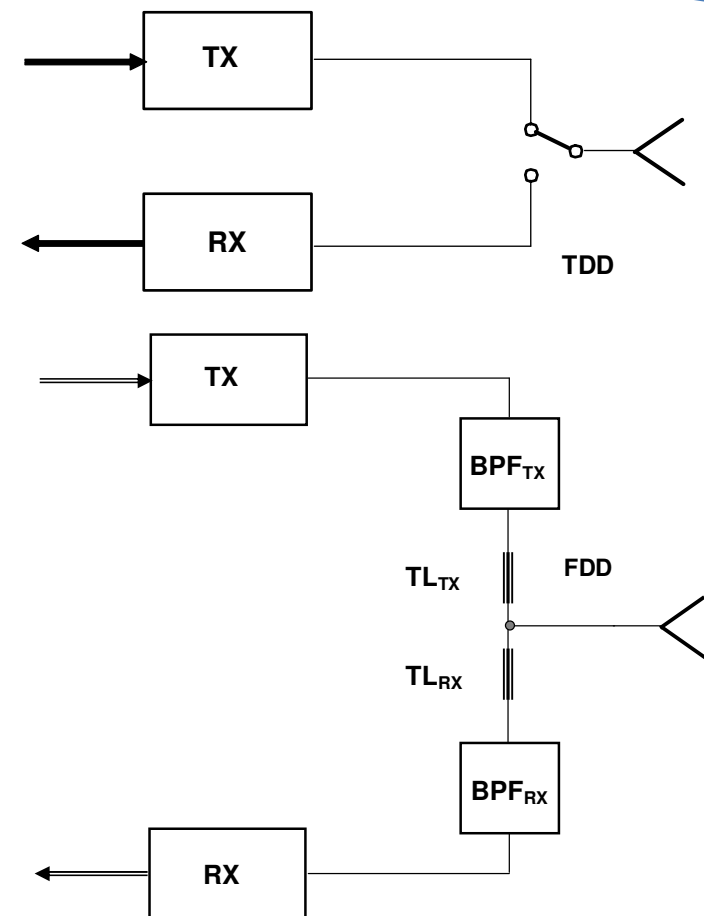 TX
RX
TDD
TX
BPF_TX
TL_TX
FDD
TL_RX
BPF_RX
RX